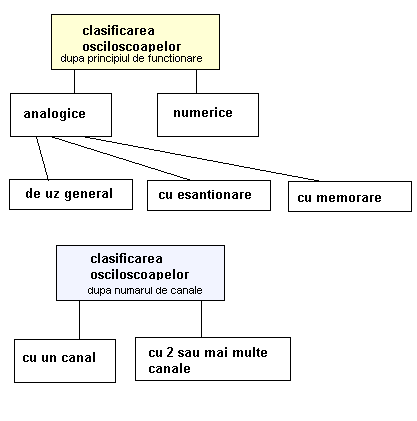 clasificarea
osciloscoapelor
dupa principiul de functionare
analogice
numerice
de uz general
cu esantionare
cu memorare
clasificarea
osciloscoapelor
dupa numarul de canale
cu un canal
cu 2 sau mai multe
canale